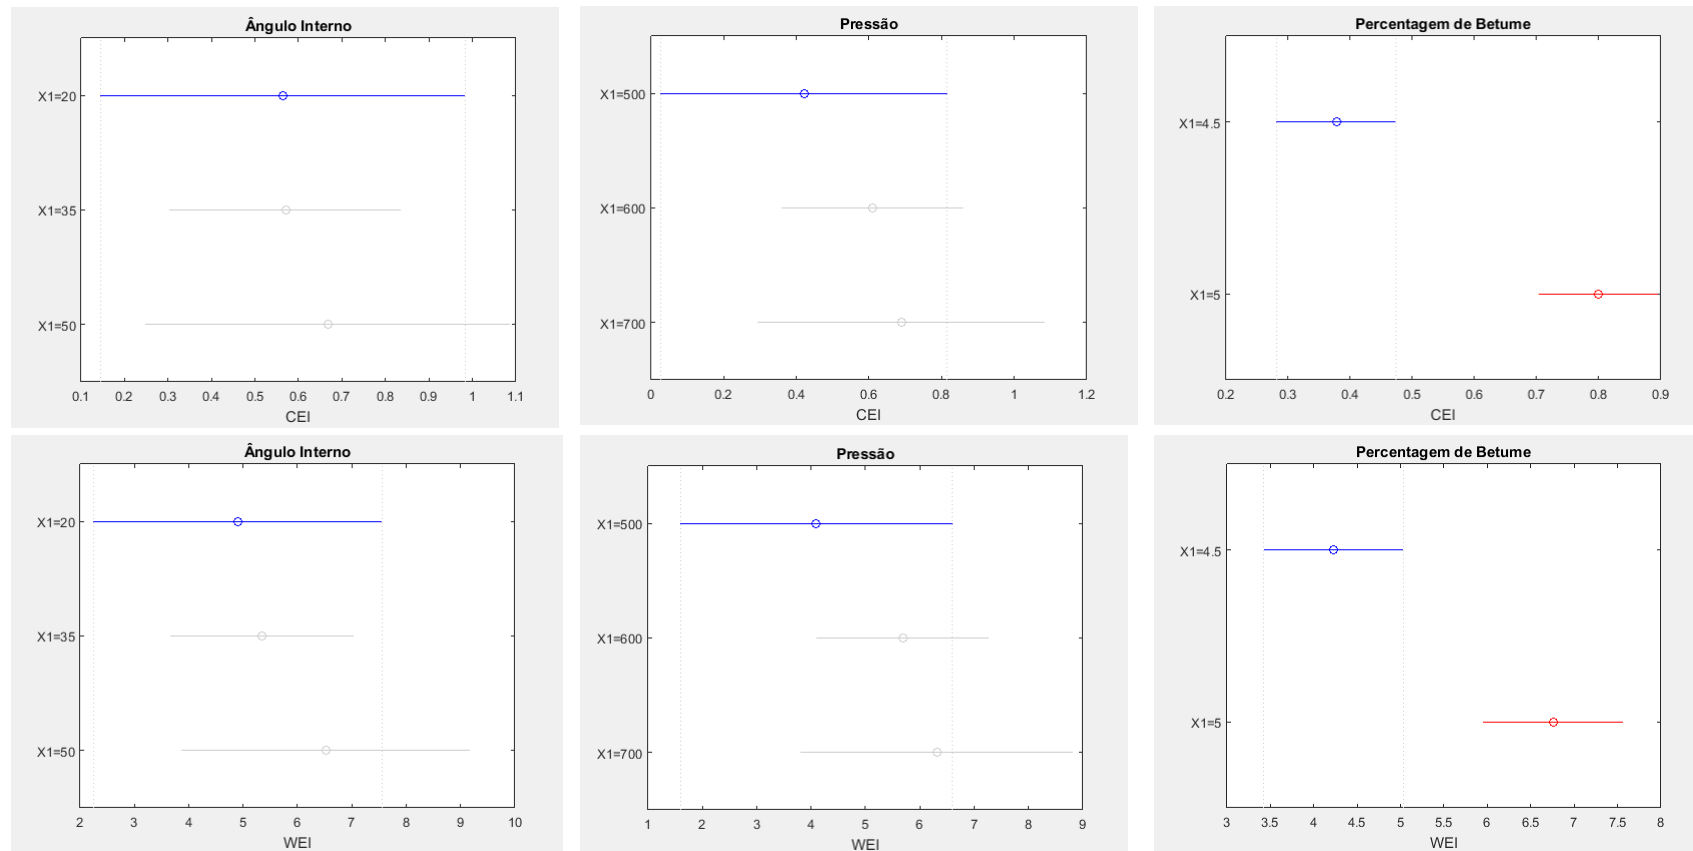 Ângulo Interno
X1=20
X1=35
X1=50
0.1 0.2 0.3 0.4 0.5 0.6 0.7 0.8 0.9 1 1.1
CEI
Pressão
X1=500
X1=600
X1=700
0 0.2 0.4 0.6 0.8 1 1.2
CEI
Percentagem de Betume
X1=4.5
X1=5
0.2 0.3 0.4 0.5 0.6 0.7 0.8 0.9
CEI
Ângulo Interno
X1=20
X1=35
X1=50
2 3 4 5 6 7 8 9 10
WEI
Pressão
X1=500
X1=600
X1=700
1 2 3 4 5 6 7 8 9
WEI
Percentagem de Betume
X1=4.5
X1=5
3 3.5 4 4.5 5 5.5 6 6.5 7 7.5 8
WEI